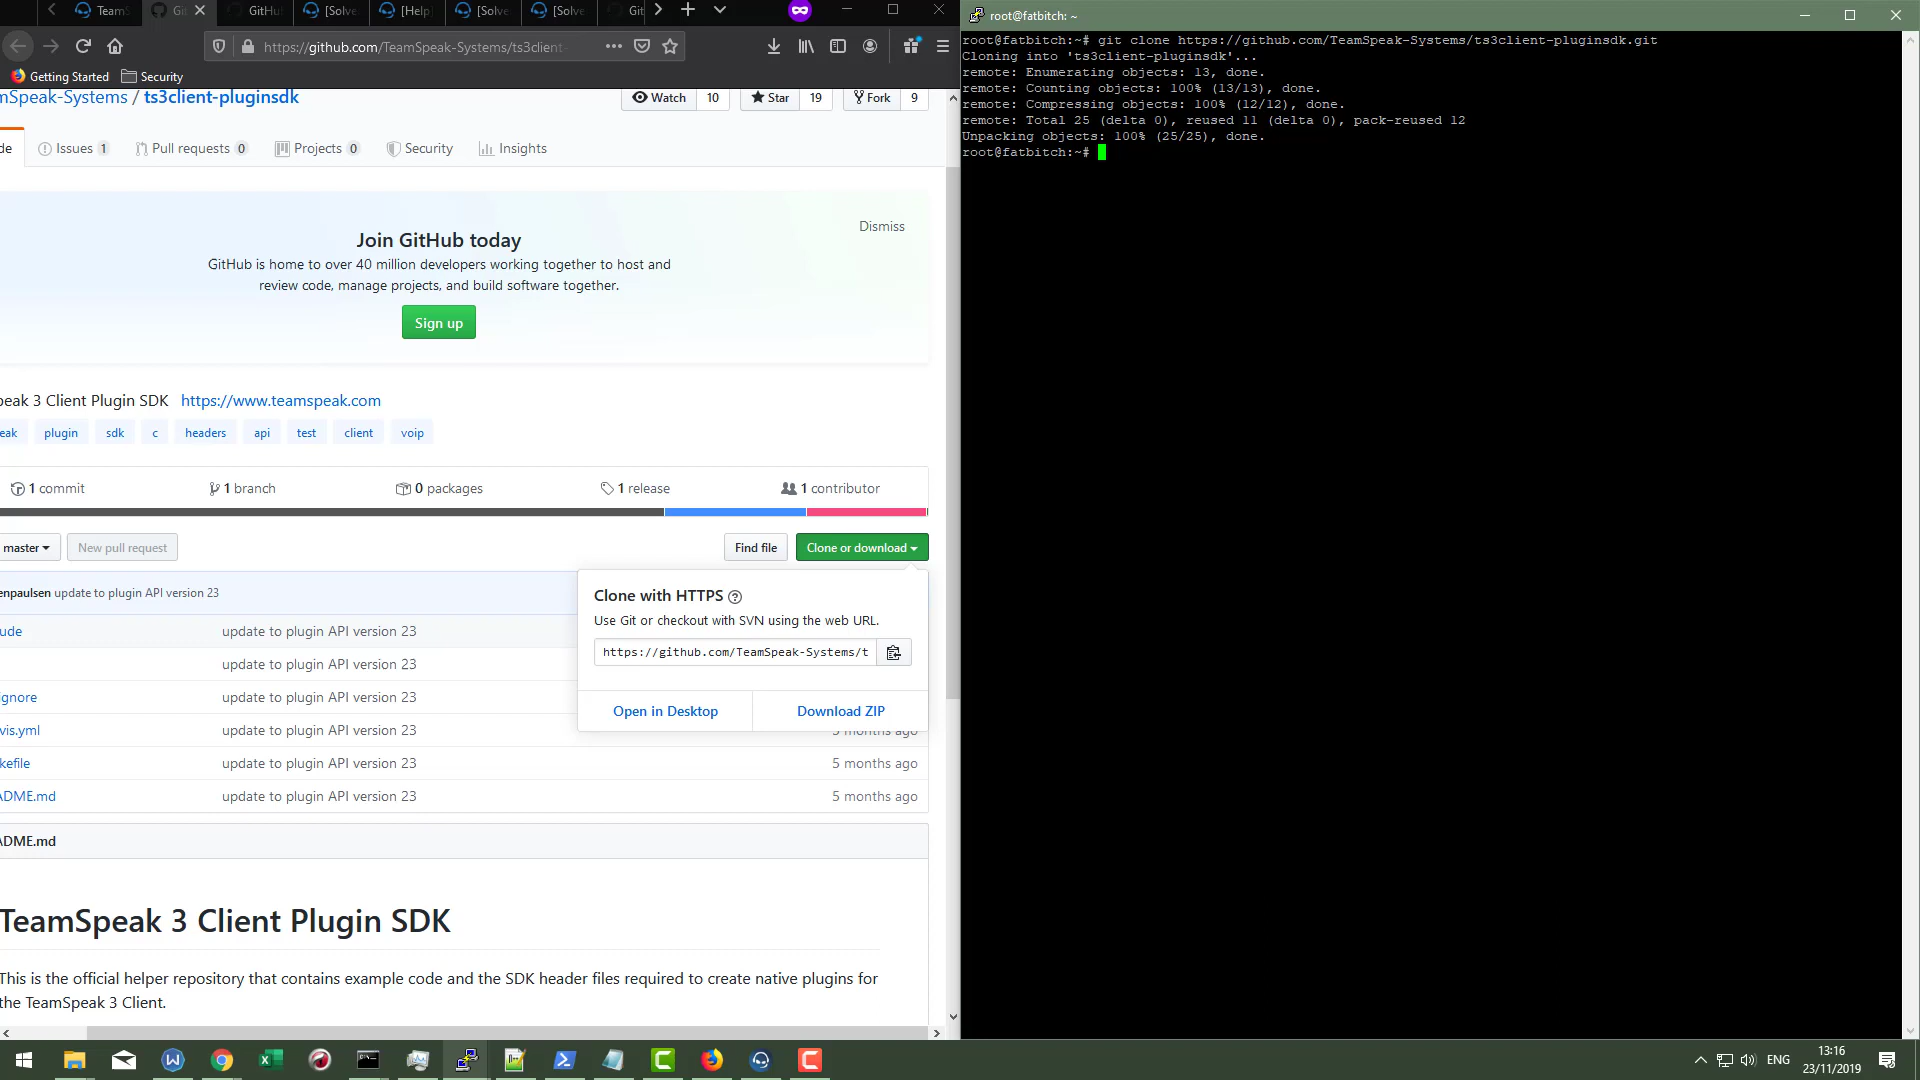 TeamS
Gi
GitHu
[Solve
[Help
[Solve
[Solve
Git
https://github.com/TeamSpeak-Systems/ts3client-
Getting Started
Security
mSpeak-Systems / ts3client-pluginsdk
Watch 10
Star 19
Fork 9
de
Issues 1
Pull requests 0
Projects 0
Security
Insights
Dismiss
Join GitHub today
GitHub is home to over 40 million developers working together to host and
review code, manage projects, and build software together.
Sign up
peak 3 Client Plugin SDK https://www.teamspeak.com
eak plugin sdk c headers api test client voip
1 commit
1 branch
0 packages
1 release
1 contributor
master
New pull request
Find file
Clone or download
enpaulsen update to plugin API version 23
Clone with HTTPS
Use Git or checkout with SVN using the web URL.
https://github.com/TeamSpeak-Systems/t
Open in Desktop
Download ZIP
ude update to plugin API version 23
update to plugin API version 23
ignore update to plugin API version 23
vis.yml update to plugin API version 23 5 months ago
kefile update to plugin API version 23 5 months ago
ADME.md update to plugin API version 23 5 months ago
ADME.md
TeamSpeak 3 Client Plugin SDK
This is the official helper repository that contains example code and the SDK header files required to create native plugins for
the TeamSpeak 3 Client.
root@fatbitch: ~
root@fatbitch:~# git clone https://github.com/TeamSpeak-Systems/ts3client-pluginsdk.git
Cloning into 'ts3client-pluginsdk'...
remote: Enumerating objects: 13, done.
remote: Counting objects: 100% (13/13), done.
remote: Compressing objects: 100% (12/12), done.
remote: Total 25 (delta 0), reused 11 (delta 0), pack-reused 12
Unpacking objects: 100% (25/25), done.
root@fatbitch:~#
ENG
13:16
23/11/2019